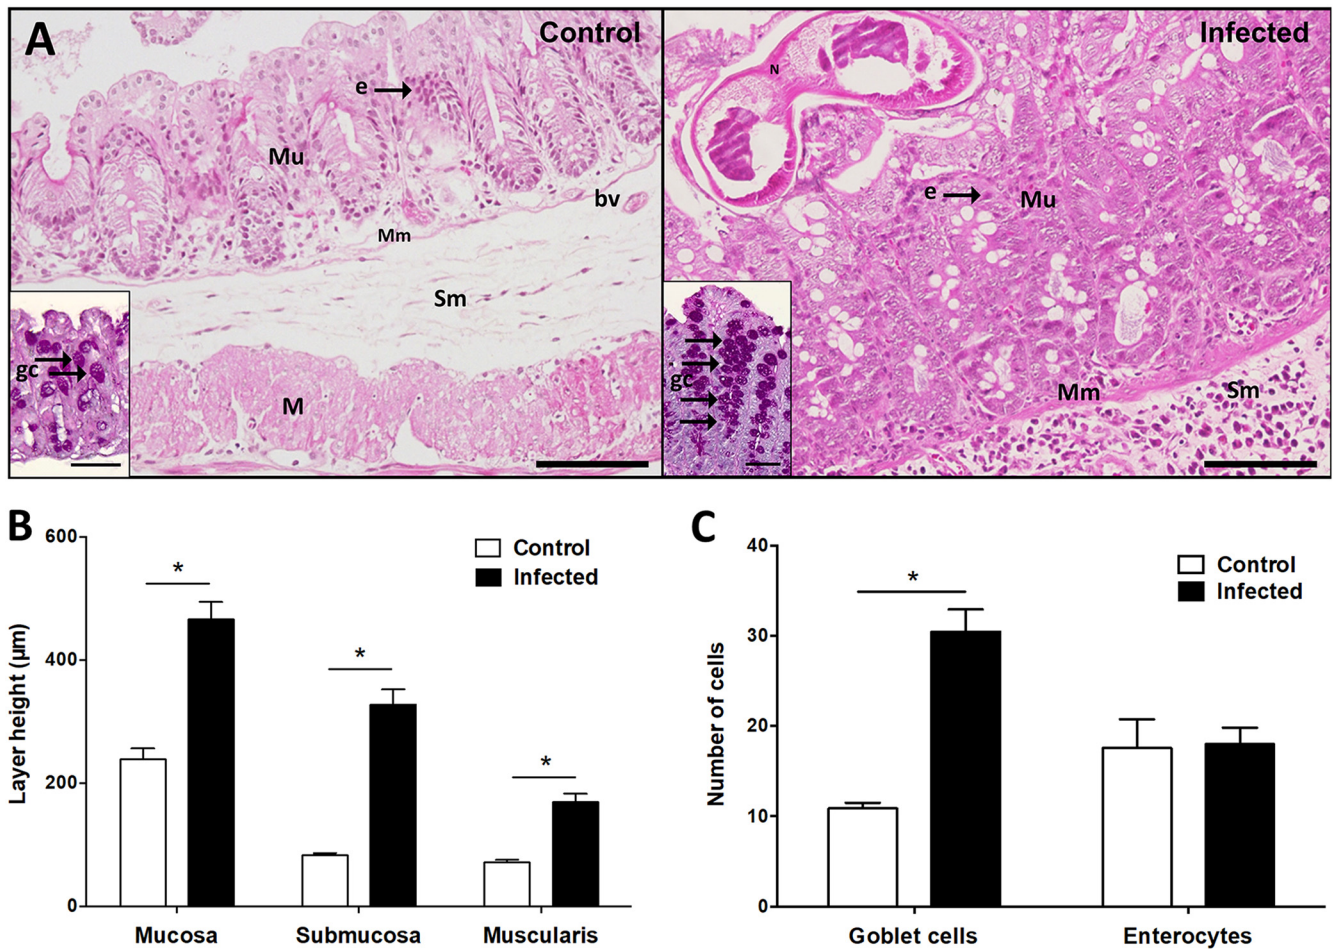 A
Control
e
Mu
bv
Mm
Sm
gc
M
Infected
N
e
Mu
gc
Mm
Sm
B
Layer height (µm)
600
400
200
0
*
*
*
Control
Infected
Mucosa
Submucosa
Muscularis
C
Number of cells
40
30
20
10
0
*
Control
Infected
Goblet cells
Enterocytes